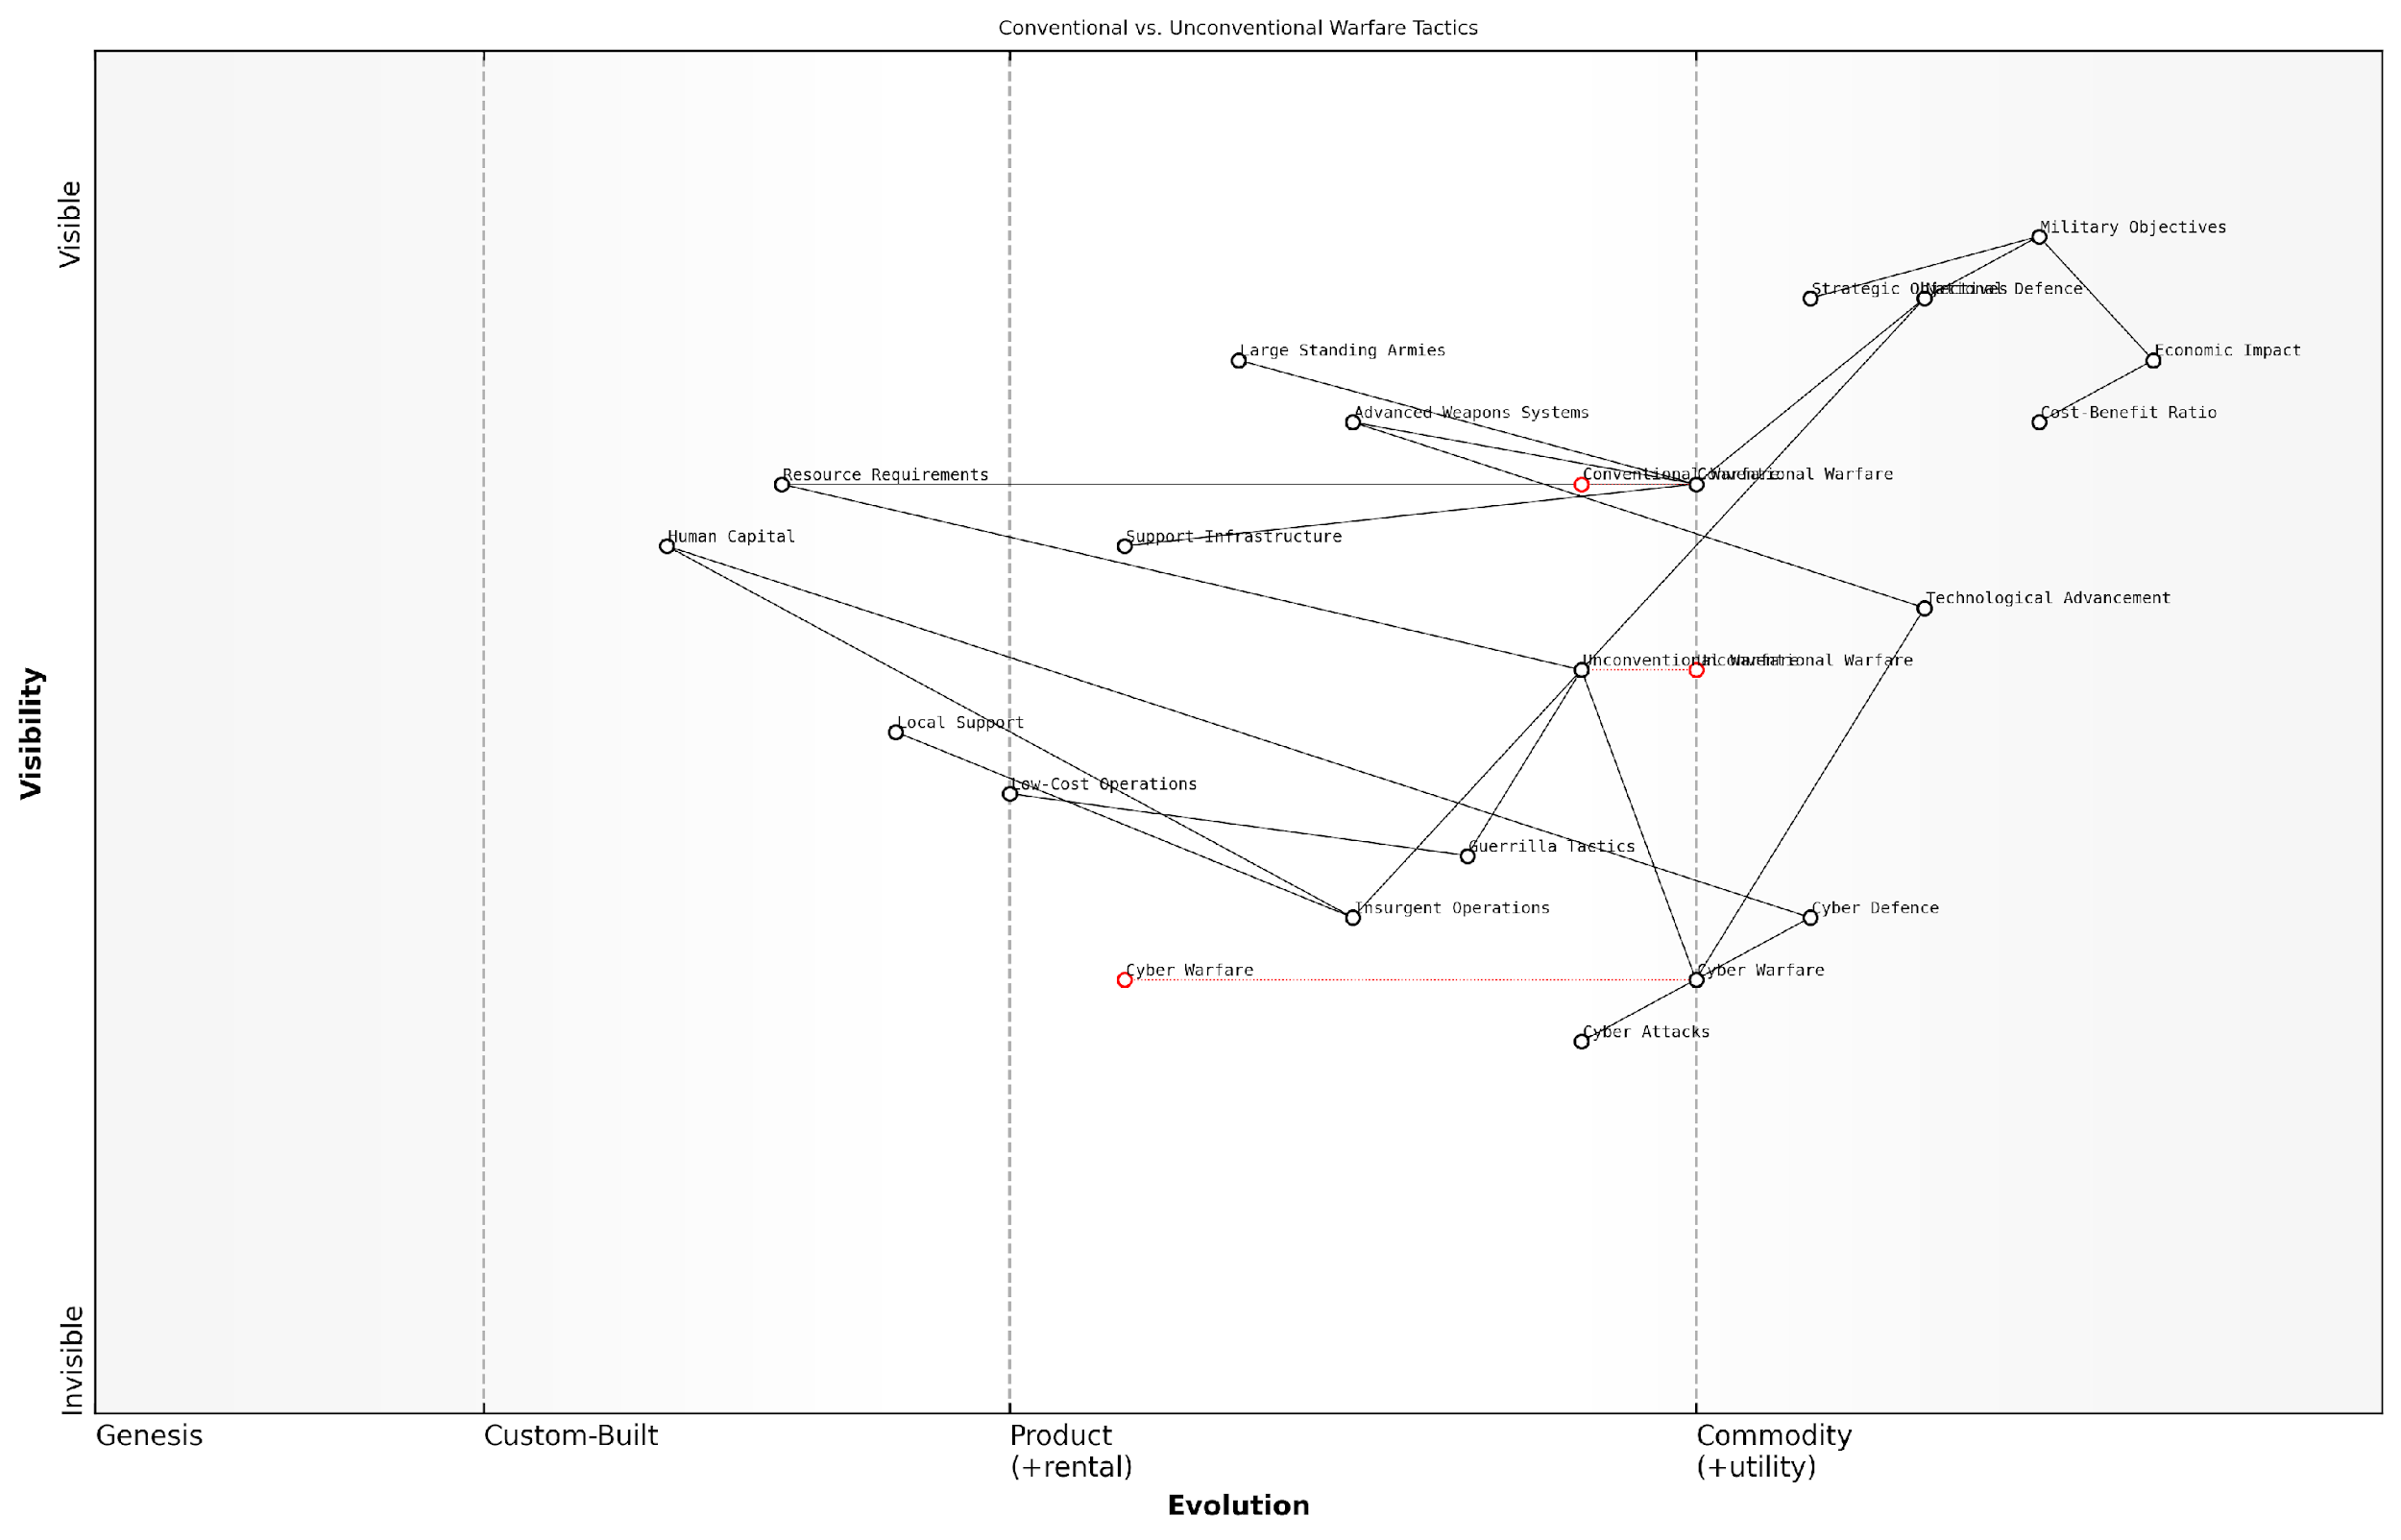 Conventional vs. Unconventional Warfare Tactics
Visible
Military Objectives
Strategic Objectives
National Defence
Large Standing Armies
Economic Impact
Advanced Weapons Systems
Cost-Benefit Ratio
Resource Requirements
Conventional Warfare
Conventional Warfare
Human Capital
Support Infrastructure
Technological Advancement
Unconventional Warfare
Unconventional Warfare
Local Support
Low-Cost Operations
Guerrilla Tactics
Insurgent Operations
Cyber Defence
Cyber Warfare
Cyber Warfare
Cyber Attacks
Visibility
Invisible
Genesis
Custom-Built
Product
(+rental)
Commodity
(+utility)
Evolution